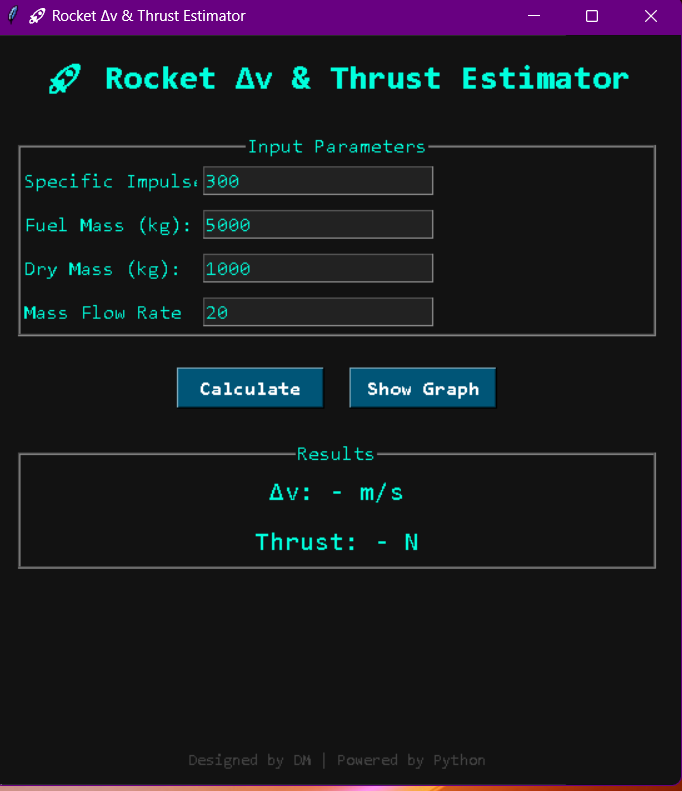 Rocket Δv & Thrust Estimator
Rocket Δv & Thrust Estimator
Input Parameters
Specific Impuls
300
Fuel Mass (kg):
5000
Dry Mass (kg):
1000
Mass Flow Rate
20
Calculate
Show Graph
Results
Δv: - m/s
Thrust: - N
Designed by DM | Powered by Python